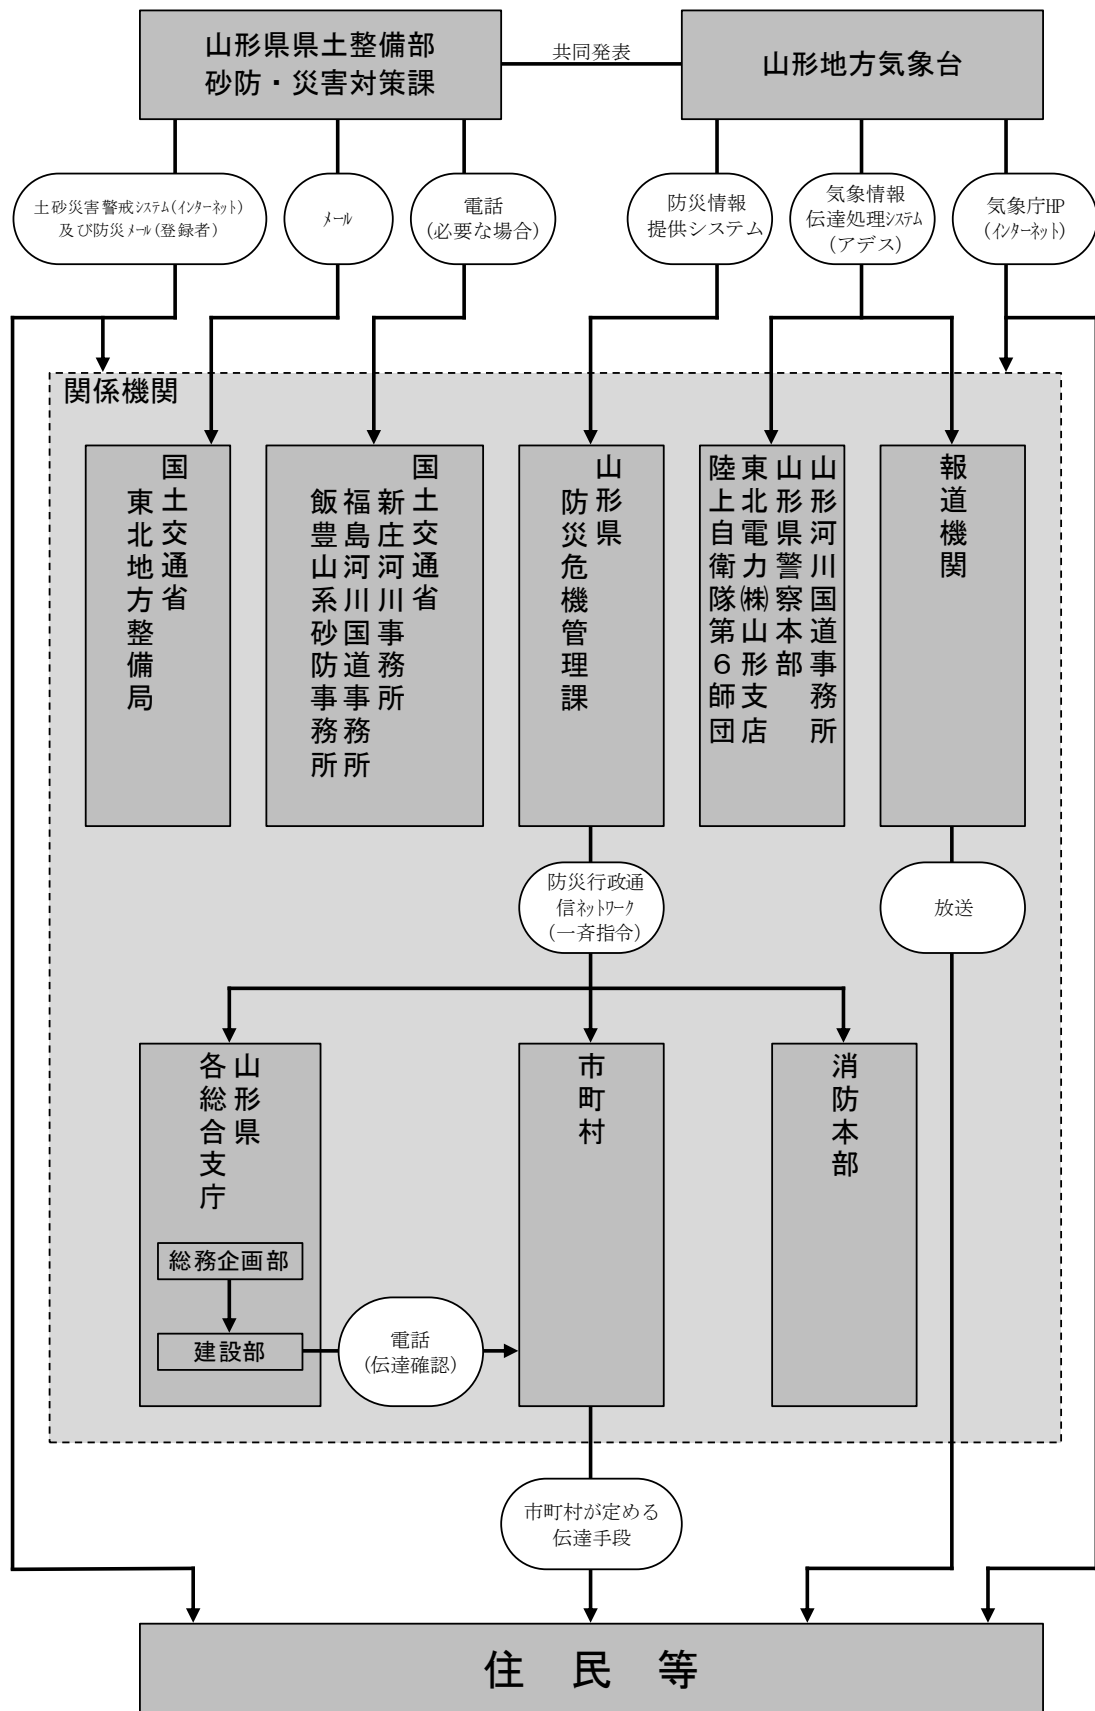 山形県県土整備部
砂防・災害対策課
共同発表
山形地方気象台
土砂災害警戒ｼｽﾃﾑ(ｲﾝﾀｰﾈｯﾄ)
及び防災ﾒｰﾙ(登録者)
ﾒｰﾙ
電話
(必要な場合)
防災情報
提供システム
気象情報
伝達処理ｼｽﾃﾑ
(アデス)
気象庁HP
(ｲﾝﾀｰﾈｯﾄ)
関係機関
国土交通省
東北地方整備局
国土交通省
新庄河川事務所
福島河川国道事務所
飯豊山系砂防事務所
山形県
防災危機管理課
山形河川国道事務所
山形県警察本部
東北電力㈱山形支店
陸上自衛隊第６師団
報道機関
防災行政通
信ﾈｯﾄﾜｰｸ
(一斉指令)
放送
山形県
各総合支庁
総務企画部
建設部
電話
(伝達確認)
市町村
消防本部
市町村が定める
伝達手段
住民等